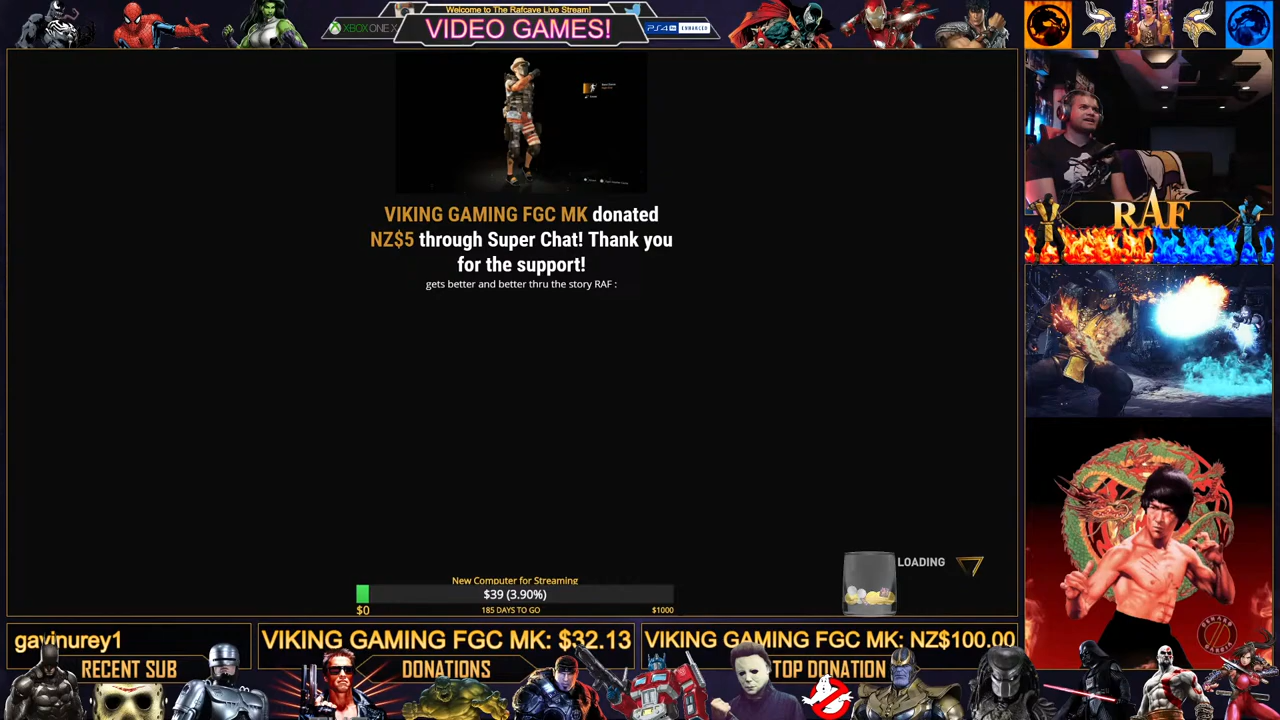 Welcome to The Rafcave Live Stream!
XBOX ONE X
VIDEO GAMES!
PS4 PRO ENHANCED
VIKING GAMING FGC MK donated
NZ$5 through Super Chat! Thank you
for the support!
gets better and better thru the story RAF :
RAF
LOADING
New Computer for Streaming
$39 (3.90%)
$0
185 DAYS TO GO
$1000
gavinurey1
VIKING GAMING FGC MK: $32.13
VIKING GAMING FGC MK: NZ$100.00
RECENT SUB
DONATIONS
TOP DONATION